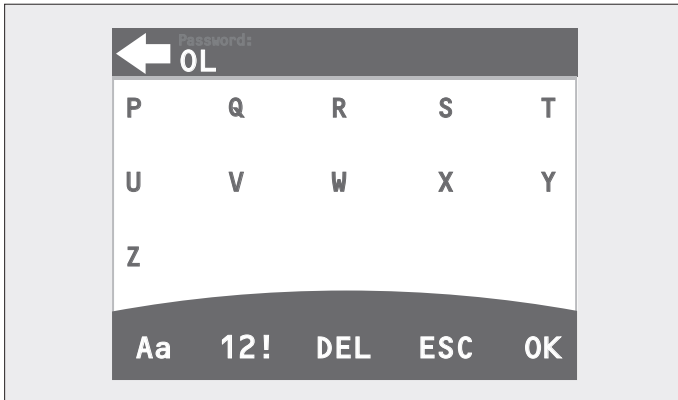 Password:
OL
P Q R S T
U V W X Y
Z
Aa 12! DEL ESC OK